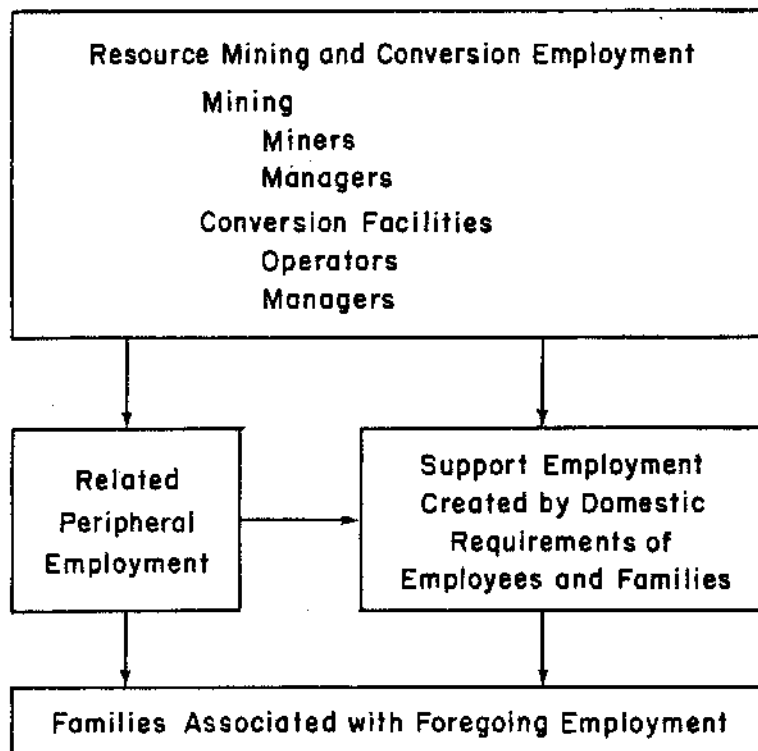 Resource Mining and Conversion Employment
Mining
Miners
Managers
Conversion Facilities
Operators
Managers
Related
Peripheral
Employment
Support Employment
Created by Domestic
Requirements of
Employees and Families
Families Associated with Foregoing Employment